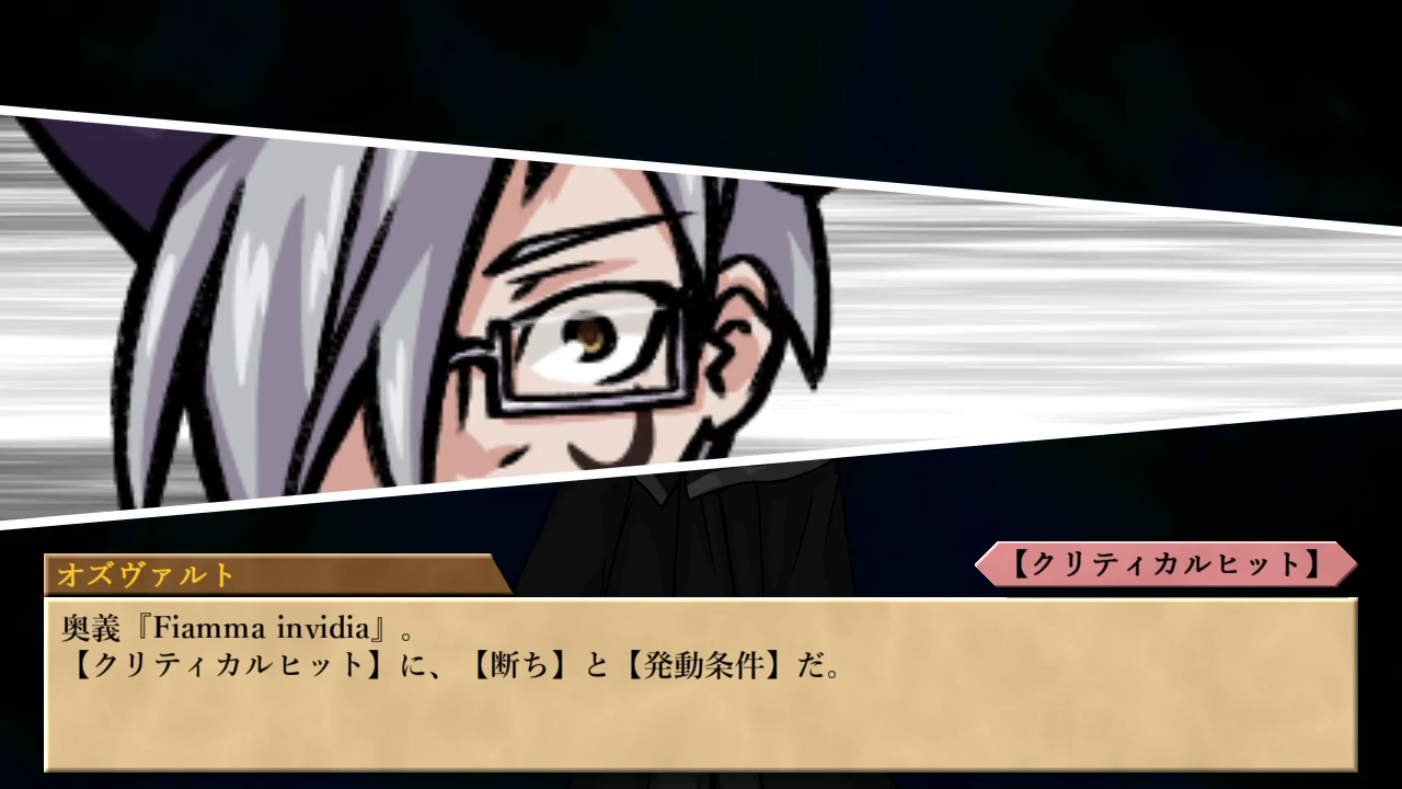 【クリティカルヒット】
オズヴァルト
奥義『Fiamma invidia』。
【クリティカルヒット】に、【断ち】と【発動条件】だ。